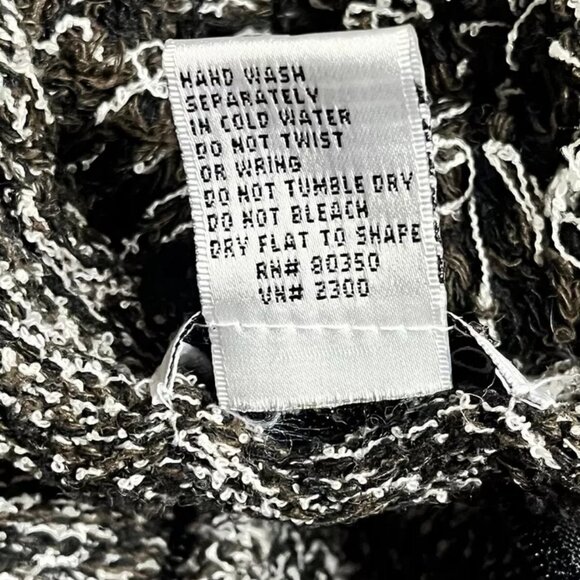 HAND WASH
SEPARATELY
IN COLD WATER
DO NOT TWIST
OR WRING
DO NOT TUMBLE DRY
DO NOT BLEACH
DRY FLAT TO SHAPE
RN# 80350
VN# 2300